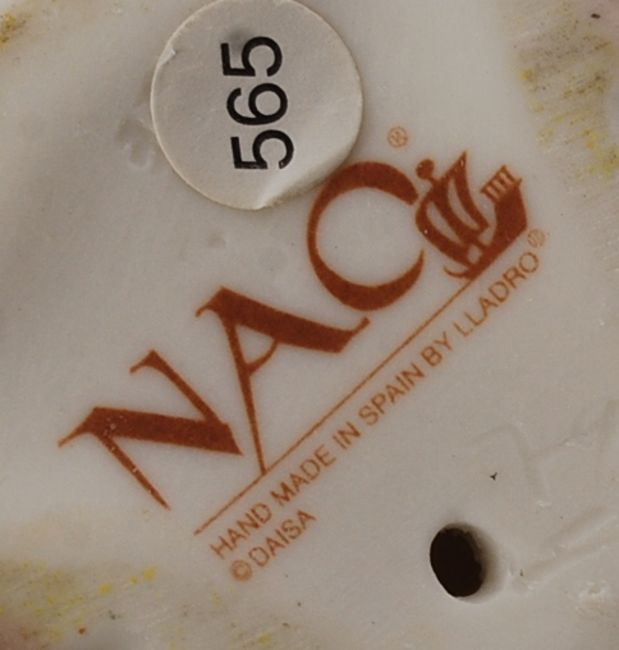 565
NAO®
HAND MADE IN SPAIN BY LLADRO®
©DAISA